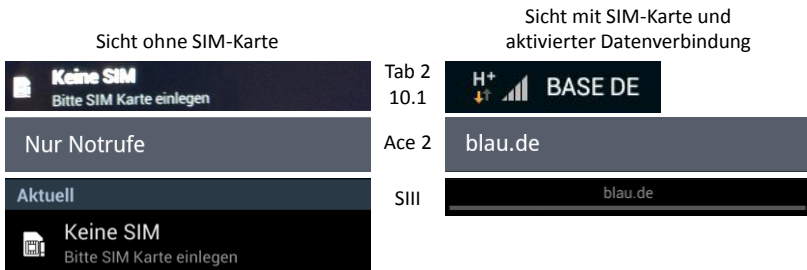 Sicht ohne SIM-Karte
Sicht mit SIM-Karte und
aktivierter Datenverbindung
Keine SIM
Bitte SIM Karte einlegen
Tab 2
10.1
H+
BASE DE
Nur Notrufe
Ace 2
blau.de
Aktuell
Keine SIM
Bitte SIM Karte einlegen
SIII
blau.de